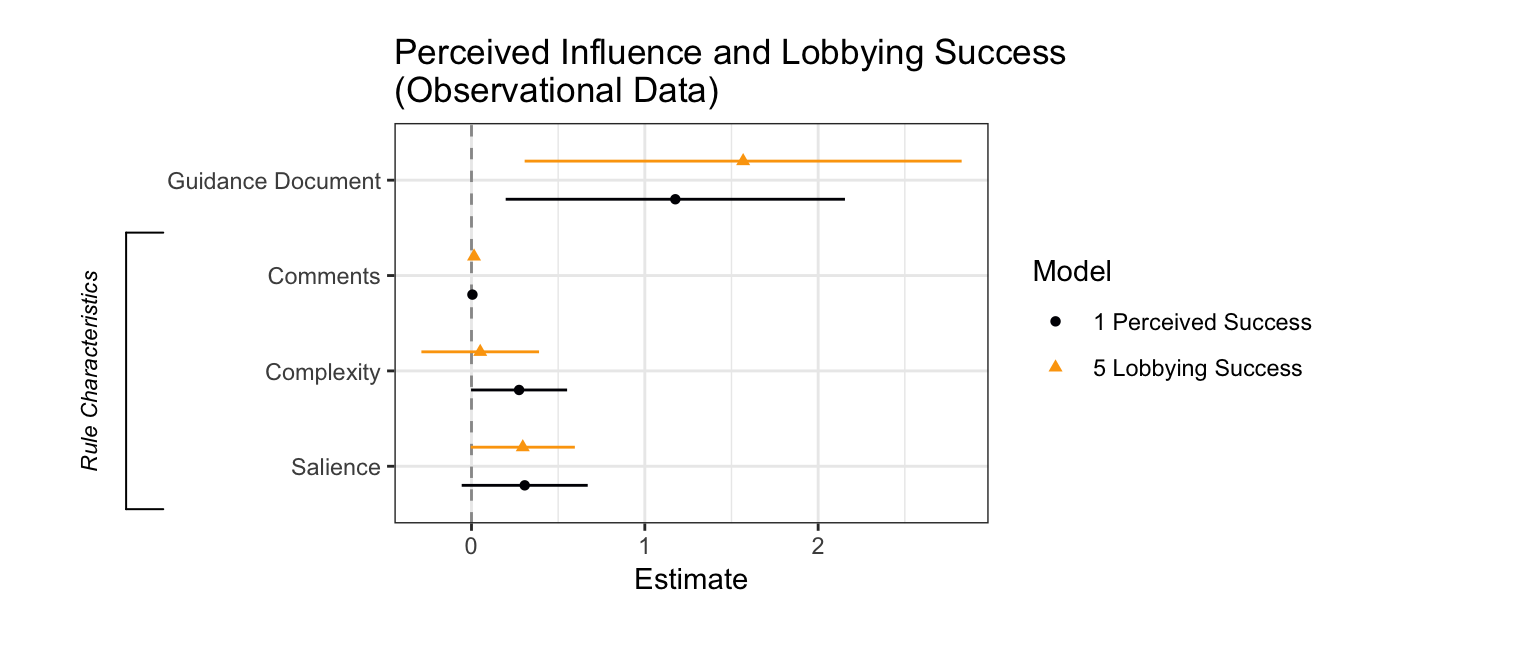 Perceived Influence and Lobbying Success
(Observational Data)
Guidance Document
Comments
Complexity
Salience
Rule Characteristics
0 1 2
Estimate
Model
1 Perceived Success
5 Lobbying Success